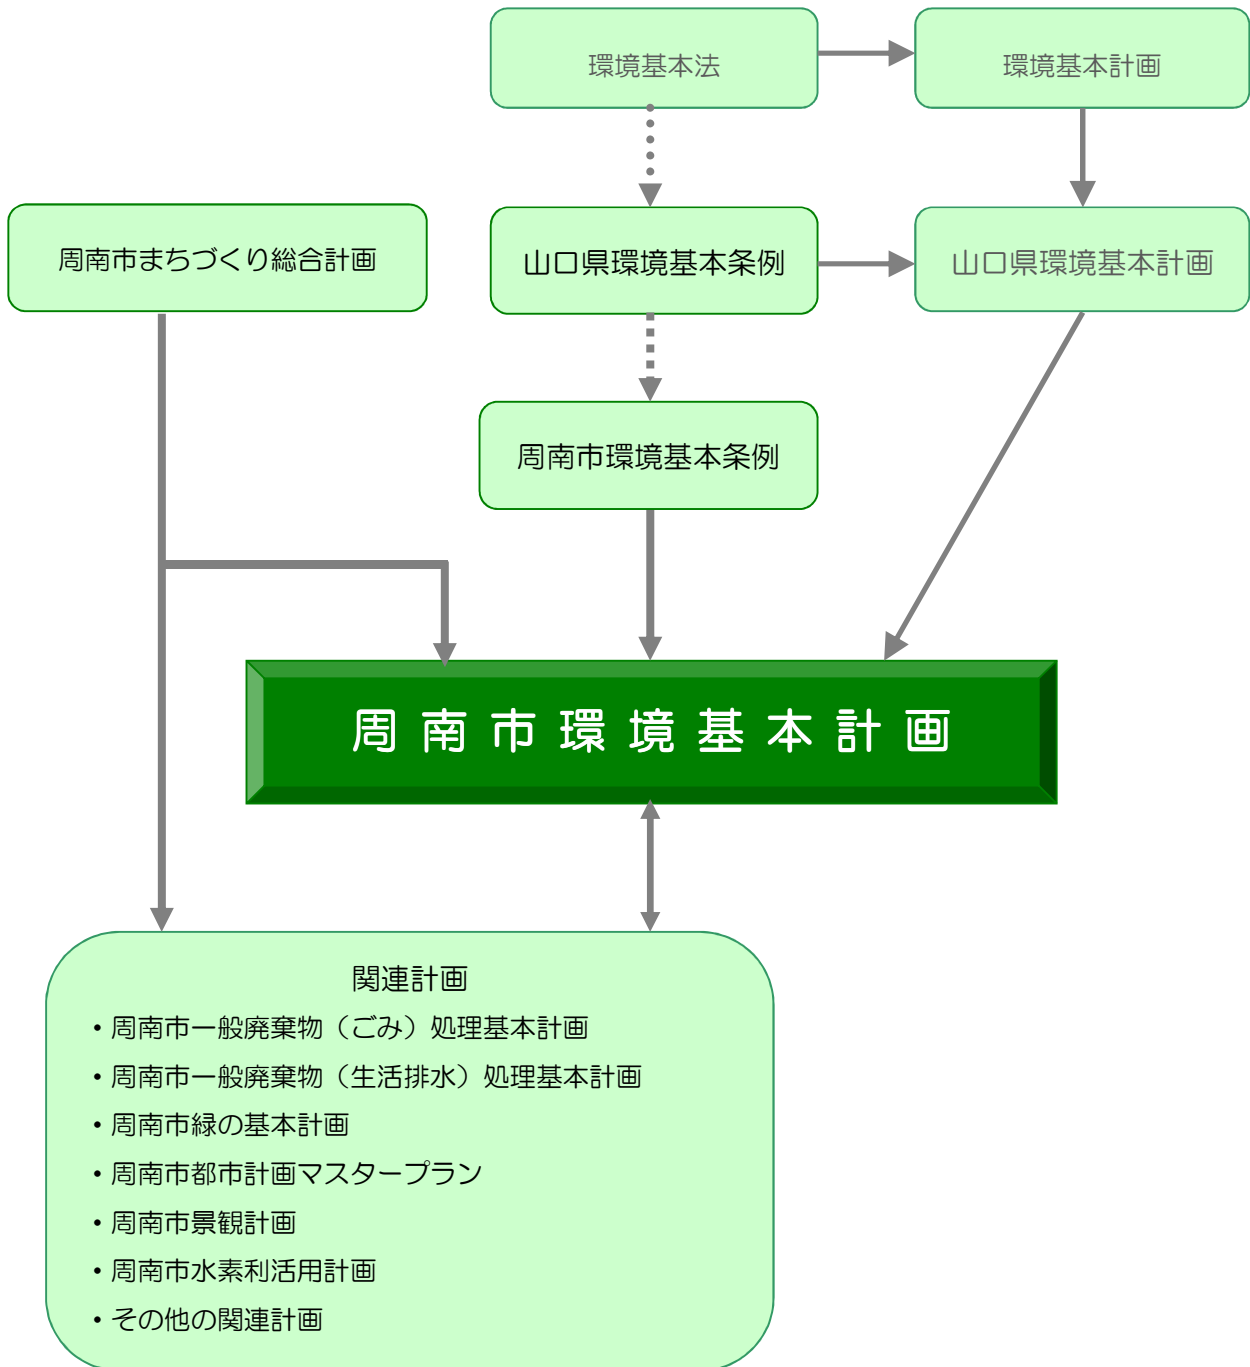 環境基本法
環境基本計画
周南市まちづくり総合計画
山口県環境基本条例
山口県環境基本計画
周南市環境基本条例
周南市環境基本計画
関連計画
・周南市一般廃棄物（ごみ）処理基本計画
・周南市一般廃棄物（生活排水）処理基本計画
・周南市緑の基本計画
・周南市都市計画マスタープラン
・周南市景観計画
・周南市水素利活用計画
・その他の関連計画